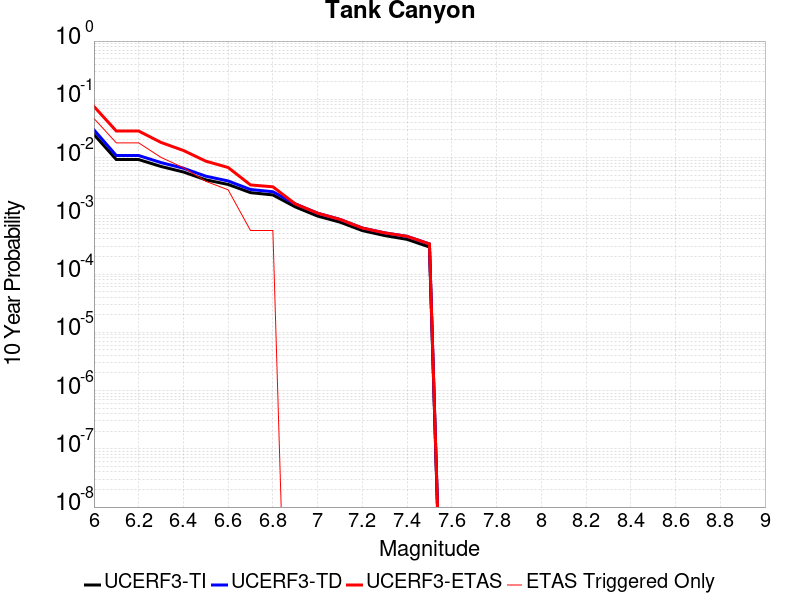 Tank Canyon
10 0
10 -1
10 -2
10 -3
10 -4
10 -5
10 -6
10 -7
10 -8
10 Year Probability
6 6.2 6.4 6.6 6.8 7 7.2 7.4 7.6 7.8 8 8.2 8.4 8.6 8.8 9
Magnitude
UCERF3-TI UCERF3-TD UCERF3-ETAS ETAS Triggered Only